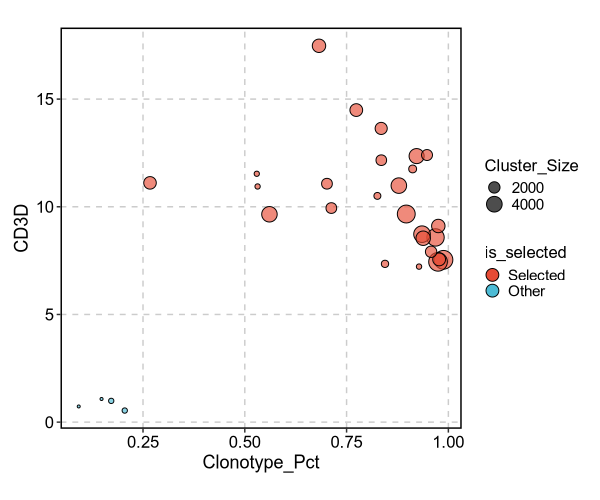 15
10
5
0
CD3D
0.25 0.50 0.75 1.00
Clonotype_Pct
Cluster_Size
2000
4000
is_selected
Selected
Other